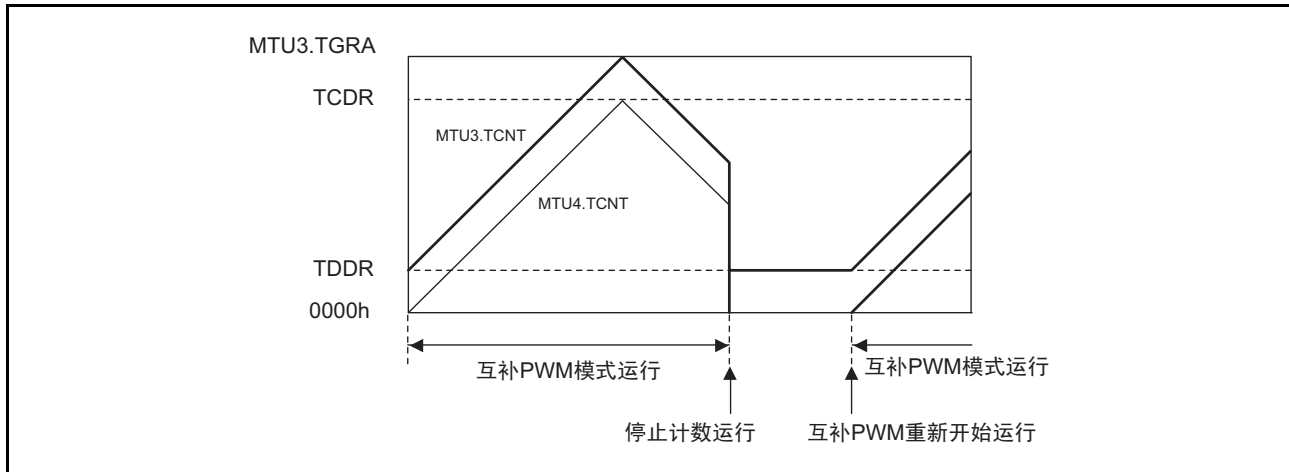 MTU3.TGRA
TCDR
MTU3.TCNT
MTU4.TCNT
TDDR
0000h
互补PWM模式运行
互补PWM模式运行
停止计数运行
互补PWM重新开始运行